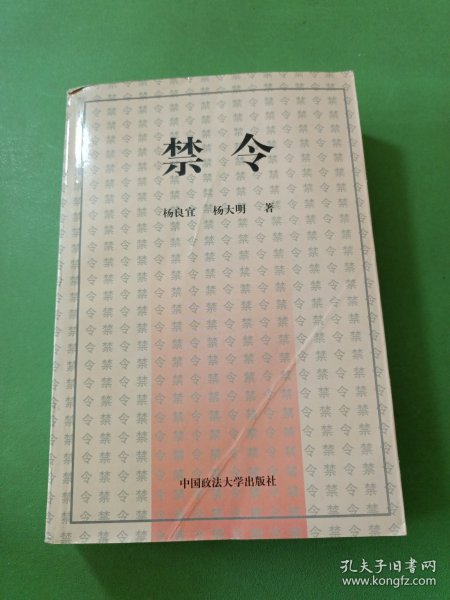 禁令
杨良宜 杨大明 著
中国政法大学出版社
孔夫子旧书网
www.kongfz.com